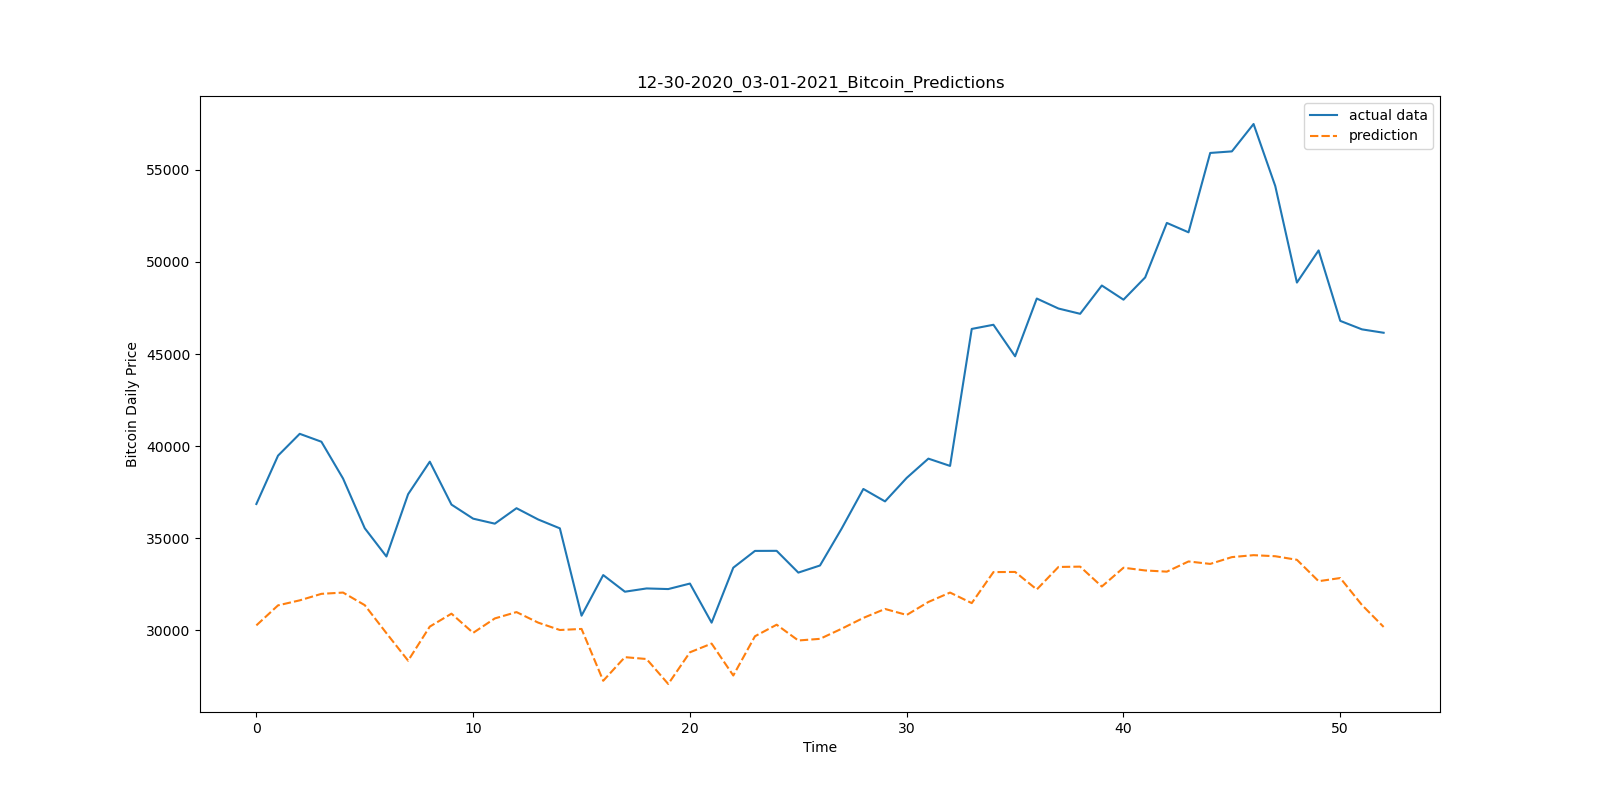 12-30-2020_03-01-2021_Bitcoin_Predictions
actual data
prediction
55000
50000
45000
40000
35000
30000
Bitcoin Daily Price
0 10 20 30 40 50
Time